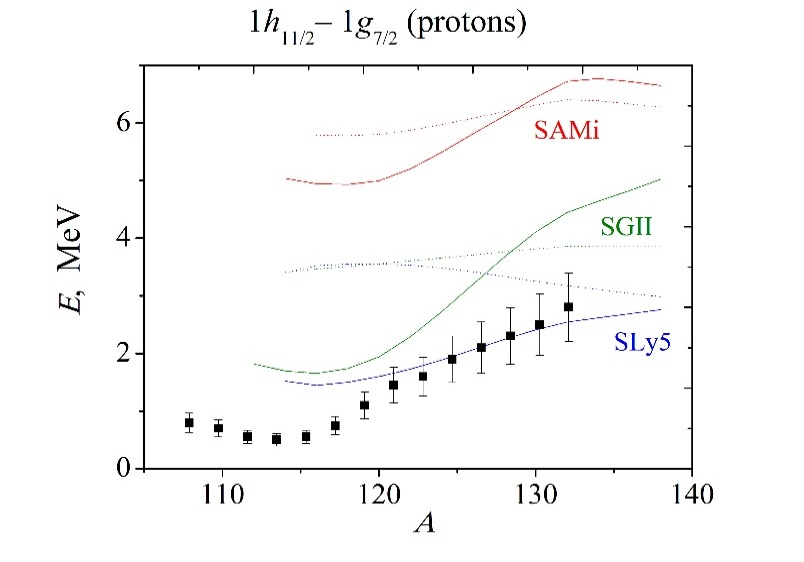 1h11/2– 1g7/2 (protons)
6
SAMi
SGII
4
E, MeV
SLy5
2
0
110 120 130 140
A